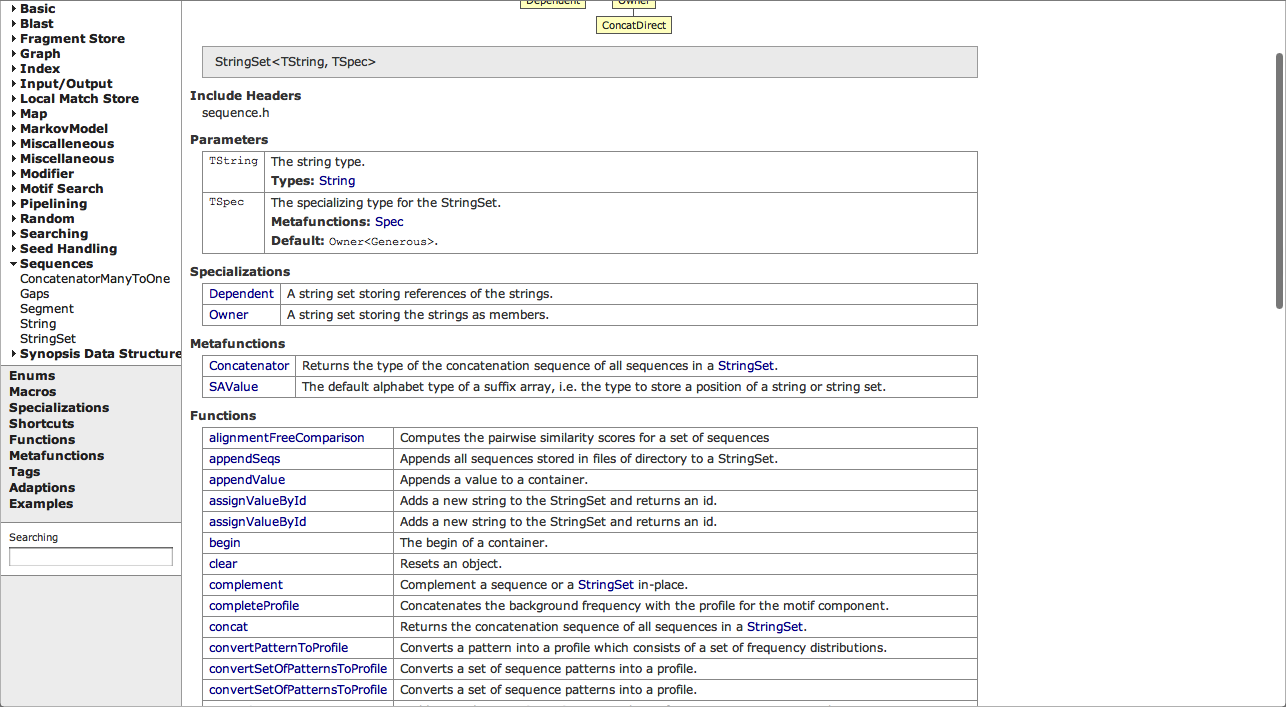 Basic
Blast
Fragment Store
Graph
Index
Input/Output
Local Match Store
Map
MarkovModel
Miscalleneous
Miscellaneous
Modifier
Motif Search
Pipelining
Random
Searching
Seed Handling
Sequences
ConcatenatorManyToOne
Gaps
Segment
String
StringSet
Synopsis Data Structure
Enums
Macros
Specializations
Shortcuts
Functions
Metafunctions
Tags
Adaptions
Examples
Searching
Dependent Owner
ConcatDirect
StringSet<TString, TSpec>
Include Headers
sequence.h
Parameters
TString The string type.
Types: String
TSpec The specializing type for the StringSet.
Metafunctions: Spec
Default: Owner<Generous>.
Specializations
Dependent A string set storing references of the strings.
Owner A string set storing the strings as members.
Metafunctions
Concatenator Returns the type of the concatenation sequence of all sequences in a StringSet.
SAValue The default alphabet type of a suffix array, i.e. the type to store a position of a string or string set.
Functions
alignmentFreeComparison Computes the pairwise similarity scores for a set of sequences
appendSeqs Appends all sequences stored in files of directory to a StringSet.
appendValue Appends a value to a container.
assignValueById Adds a new string to the StringSet and returns an id.
assignValueById Adds a new string to the StringSet and returns an id.
begin The begin of a container.
clear Resets an object.
complement Complement a sequence or a StringSet in-place.
completeProfile Concatenates the background frequency with the profile for the motif component.
concat Returns the concatenation sequence of all sequences in a StringSet.
convertPatternToProfile Converts a pattern into a profile which consists of a set of frequency distributions.
convertSetOfPatternsToProfile Converts a set of sequence patterns into a profile.
convertSetOfPatternsToProfile Converts a set of sequence patterns into a profile.